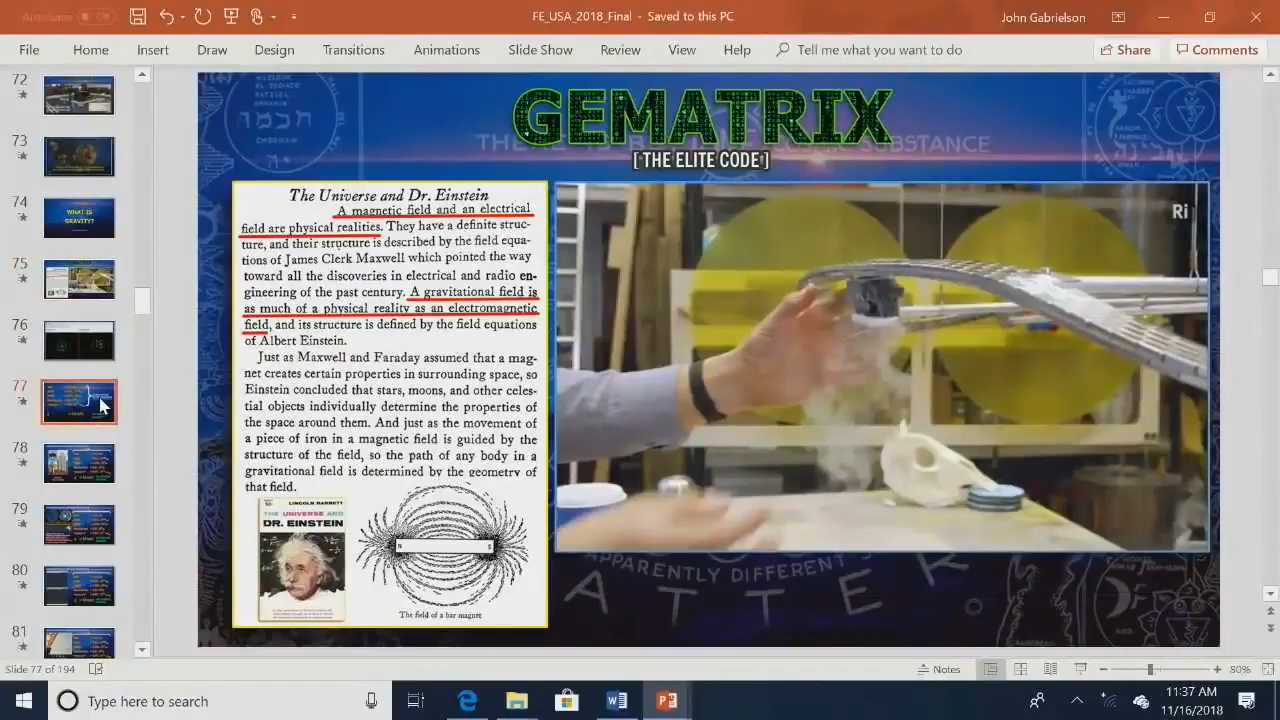 AutoSave Off
FE_USA_2018_Final - Saved to this PC
John Gabrielson
File Home Insert Draw Design Transitions Animations Slide Show Review View Help Tell me what you want to do Share Comments
72
73
74
WHAT IS
GRAVITY?
75
76
77
78
79
80
81
GEMATRIX
["THE ELITE CODE"]
SUBSTANCE
The Universe and Dr. Einstein
A magnetic field and an electrical
field are physical realities. They have a definite struc-
ture, and their structure is described by the field equa-
tions of James Clerk Maxwell which pointed the way
toward all the discoveries in electrical and radio en-
gineering of the past century. A gravitational field is
as much of a physical reality as an electromagnetic
field, and its structure is defined by the field equations
of Albert Einstein.
Just as Maxwell and Faraday assumed that a mag-
net creates certain properties in surrounding space, so
Einstein concluded that stars, moons, and other celes-
tial objects individually determine the properties of
the space around them. And just as the movement of
a piece of iron in a magnetic field is guided by the
structure of the field, so the path of any body in a
gravitational field is determined by the geometry of
that field.
LINCOLN BARNETT
THE UNIVERSE AND
DR. EINSTEIN
N S
The field of a bar magnet
Ri
APPARENTLY DIFFERENT
Slide 77 of 194
Notes
80%
Type here to search
11:37 AM
11/16/2018